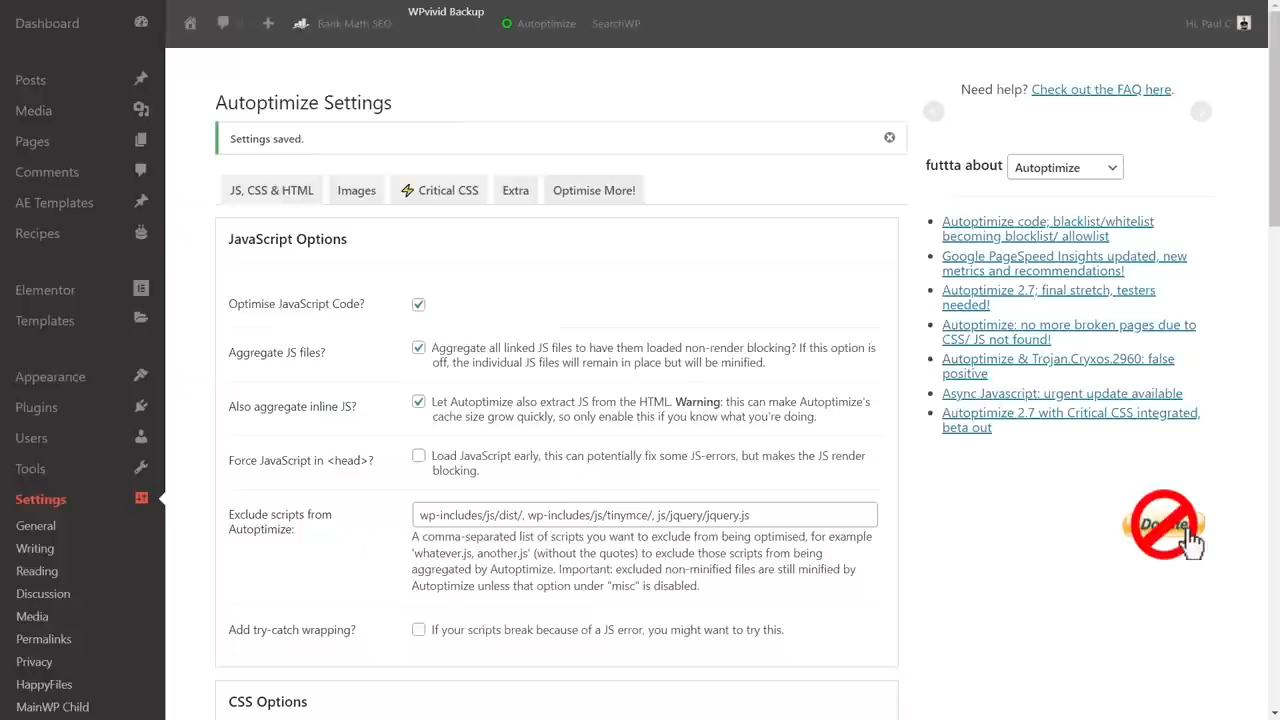 Dashboard
Posts
Media
Pages
Comments
AE Templates
Recipes
Elementor
Templates
Appearance
Plugins
Users
Tools
Settings
General
Writing
Reading
Discussion
Media
Permalinks
Privacy
HappyFiles
MainWP Child
Rank Math SEO
WPvivid Backup
Autoptimize
SearchWP
Hi, Paul C
Autoptimize Settings
Settings saved.
JS, CSS & HTML
Images
Critical CSS
Extra
Optimise More!
JavaScript Options
Optimise JavaScript Code?
Aggregate JS files?
Aggregate all linked JS files to have them loaded non-render blocking? If this option is
off, the individual JS files will remain in place but will be minified.
Also aggregate inline JS?
Let Autoptimize also extract JS from the HTML. Warning: this can make Autoptimize's
cache size grow quickly, so only enable this if you know what you're doing.
Force JavaScript in <head>?
Load JavaScript early, this can potentially fix some JS-errors, but makes the JS render
blocking.
Exclude scripts from
Autoptimize:
wp-includes/js/dist/, wp-includes/js/tinymce/, js/jquery/jquery.js
A comma-separated list of scripts you want to exclude from being optimised, for example
'whatever.js, another.js' (without the quotes) to exclude those scripts from being
aggregated by Autoptimize. Important: excluded non-minified files are still minified by
Autoptimize unless that option under "misc" is disabled.
Add try-catch wrapping?
If your scripts break because of a JS error, you might want to try this.
CSS Options
Need help? Check out the FAQ here.
futtta about
Autoptimize
Autoptimize code; blacklist/whitelist
becoming blocklist/ allowlist
Google PageSpeed Insights updated, new
metrics and recommendations!
Autoptimize 2.7; final stretch, testers
needed!
Autoptimize: no more broken pages due to
CSS/ JS not found!
Autoptimize & Trojan.Cryxos.2960: false
positive
Async Javascript: urgent update available
Autoptimize 2.7 with Critical CSS integrated,
beta out
Donate